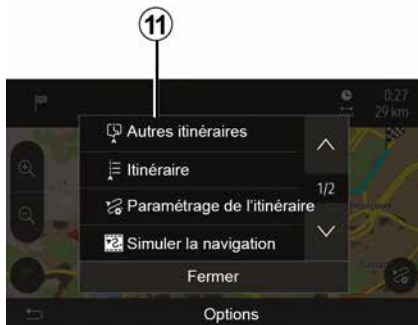 11
0:27
29 km
Autres itinéraires
Itinéraire
1/2
Paramétrage de l'itinéraire
Simuler la navigation
Fermer
Options